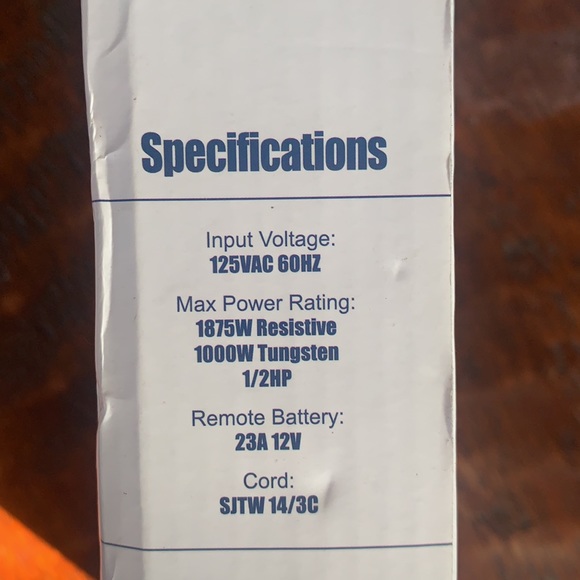 Specifications
Input Voltage:
125VAC 60HZ
Max Power Rating:
1875W Resistive
1000W Tungsten
1/2HP
Remote Battery:
23A 12V
Cord:
SJTW 14/3C